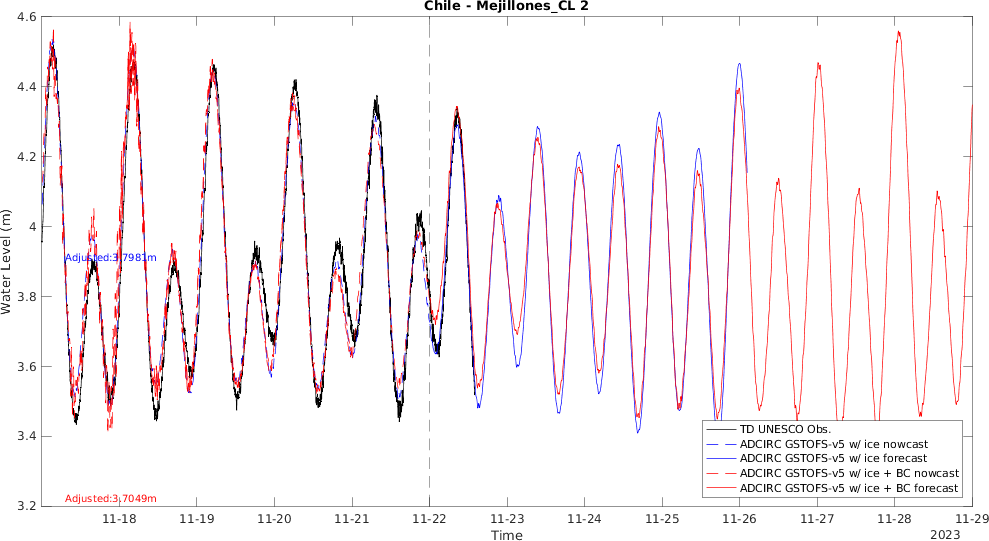 Chile - Mejillones_CL 2
4.6
4.4
4.2
4
3.8
3.6
3.4
3.2
Water Level (m)
Adjusted:3.7981m
Adjusted:3.7049m
TD UNESCO Obs.
ADCIRC GSTOFS-v5 w/ ice nowcast
ADCIRC GSTOFS-v5 w/ ice forecast
ADCIRC GSTOFS-v5 w/ ice + BC nowcast
ADCIRC GSTOFS-v5 w/ ice + BC forecast
11-18 11-19 11-20 11-21 11-22 11-23 11-24 11-25 11-26 11-27 11-28 11-29
Time
2023